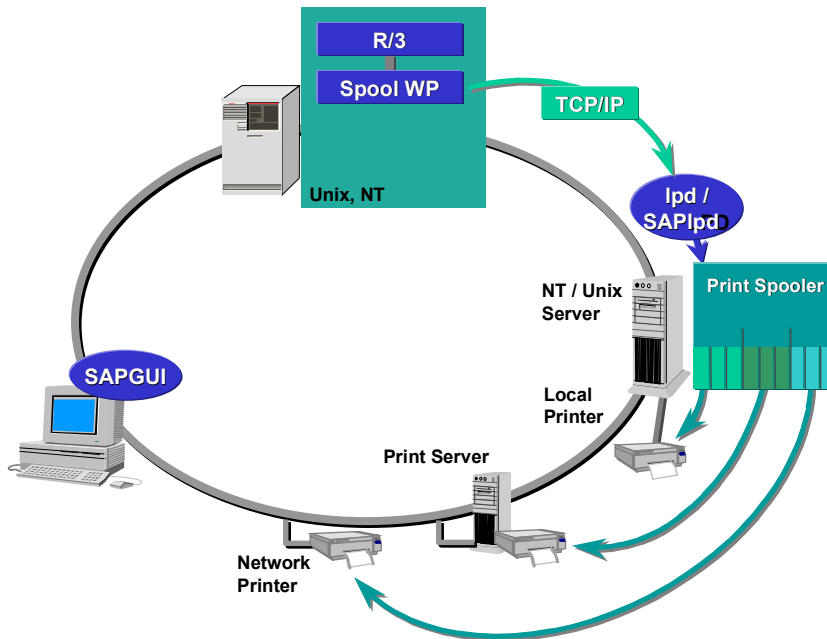 R/3
Spool WP
TCP/IP
Unix, NT
lpd /
SAPlpd
Print Spooler
NT / Unix
Server
SAPGUI
Local
Printer
Print Server
Network
Printer